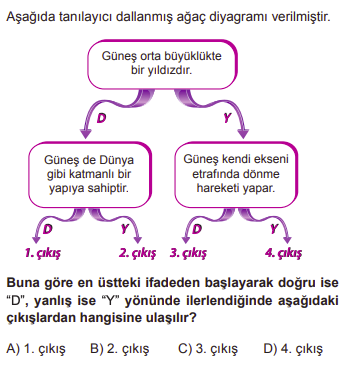 Aşağıda tanılayıcı dallanmış ağaç diyagramı verilmiştir.
Güneş orta büyüklükte
bir yıldızdır.
D
Y
Güneş de Dünya
gibi katmanlı bir
yapıya sahiptir.
Güneş kendi ekseni
etrafında dönme
hareketi yapar.
D
Y
D
Y
1. çıkış
2. çıkış
3. çıkış
4. çıkış
Buna göre en üstteki ifadeden başlayarak doğru ise
“D”, yanlış ise “Y” yönünde ilerlendiğinde aşağıdaki
çıkışlardan hangisine ulaşılır?
A) 1. çıkış B) 2. çıkış C) 3. çıkış D) 4. çıkış